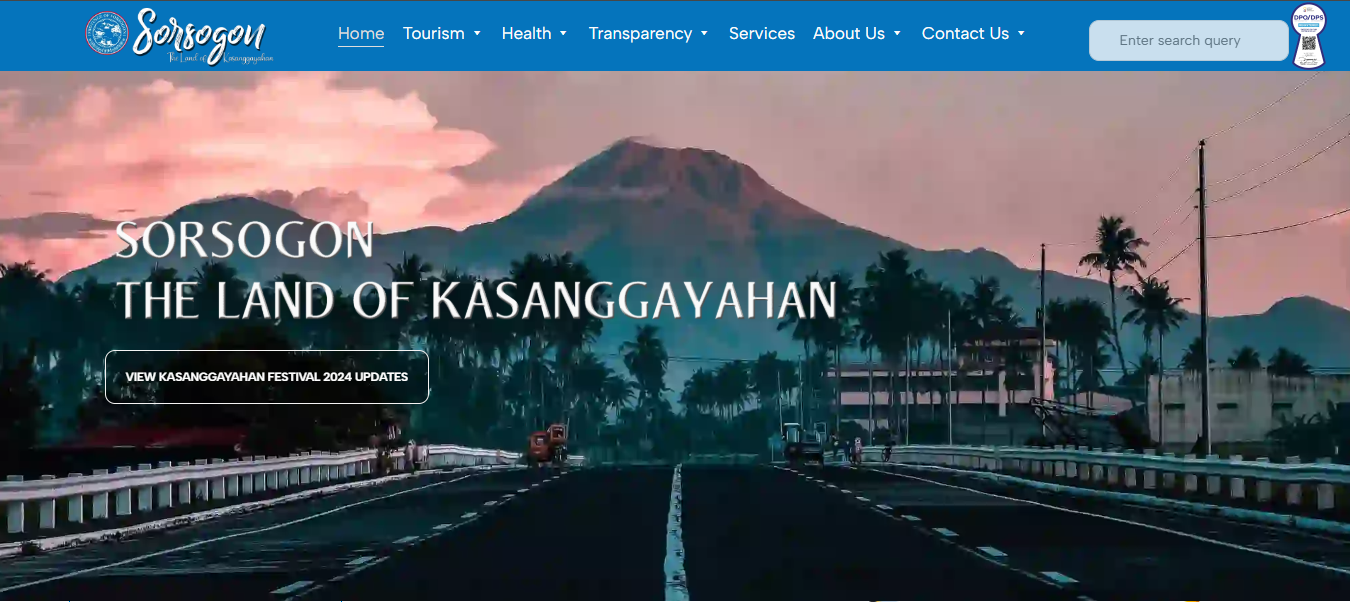 Sorsogon
The Land of Kasanggayahan
Home
Tourism
Health
Transparency
Services
About Us
Contact Us
Enter search query
DPO/DPS
SORSOGON
THE LAND OF KASANGGAYAHAN
VIEW KASANGGAYAHAN FESTIVAL 2024 UPDATES